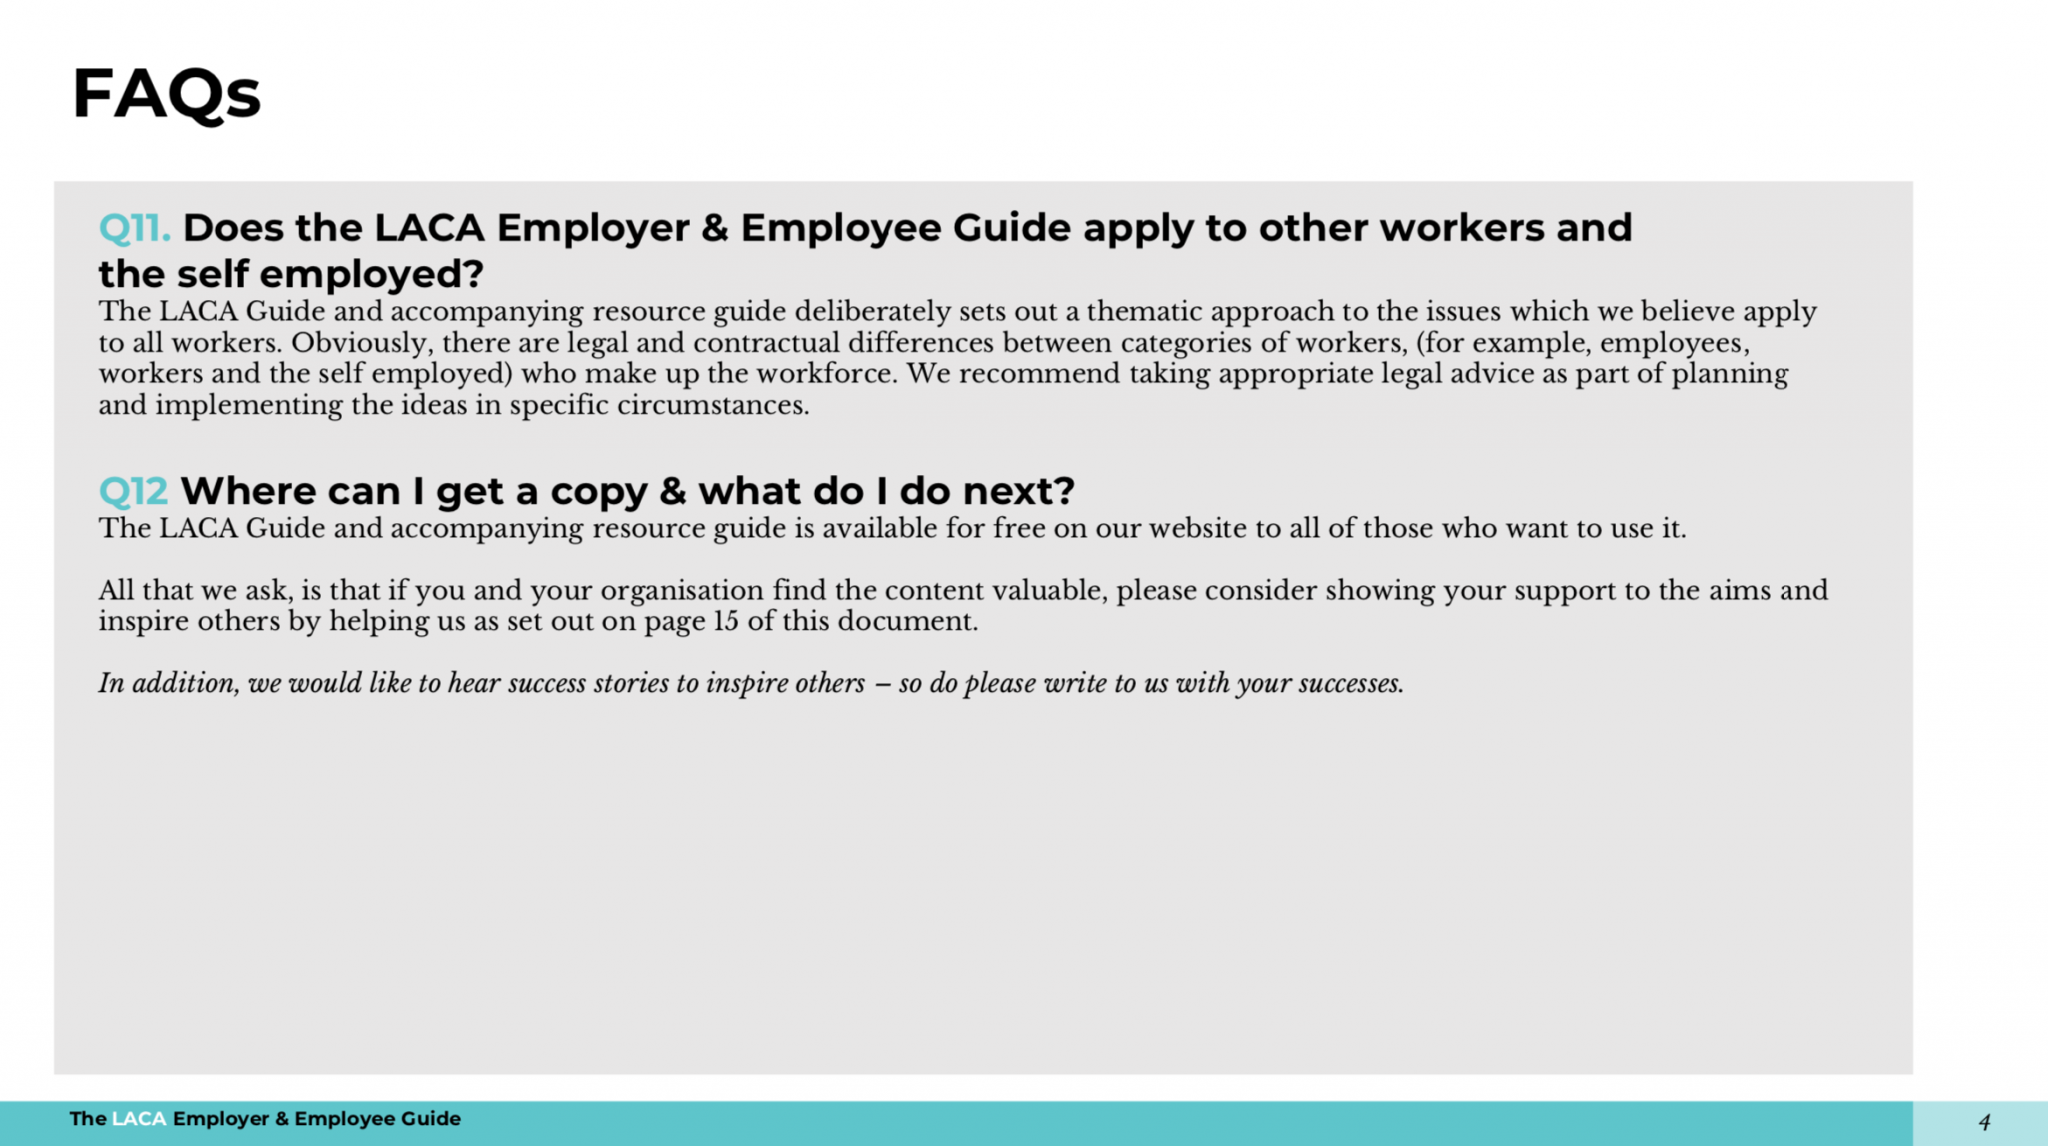 FAQs
Q11. Does the LACA Employer & Employee Guide apply to other workers and
the self employed?
The LACA Guide and accompanying resource guide deliberately sets out a thematic approach to the issues which we believe apply
to all workers. Obviously, there are legal and contractual differences between categories of workers, (for example, employees,
workers and the self employed) who make up the workforce. We recommend taking appropriate legal advice as part of planning
and implementing the ideas in specific circumstances.
Q12 Where can I get a copy & what do I do next?
The LACA Guide and accompanying resource guide is available for free on our website to all of those who want to use it.
All that we ask, is that if you and your organisation find the content valuable, please consider showing your support to the aims and
inspire others by helping us as set out on page 15 of this document.
In addition, we would like to hear success stories to inspire others – so do please write to us with your successes.
The LACA Employer & Employee Guide
4